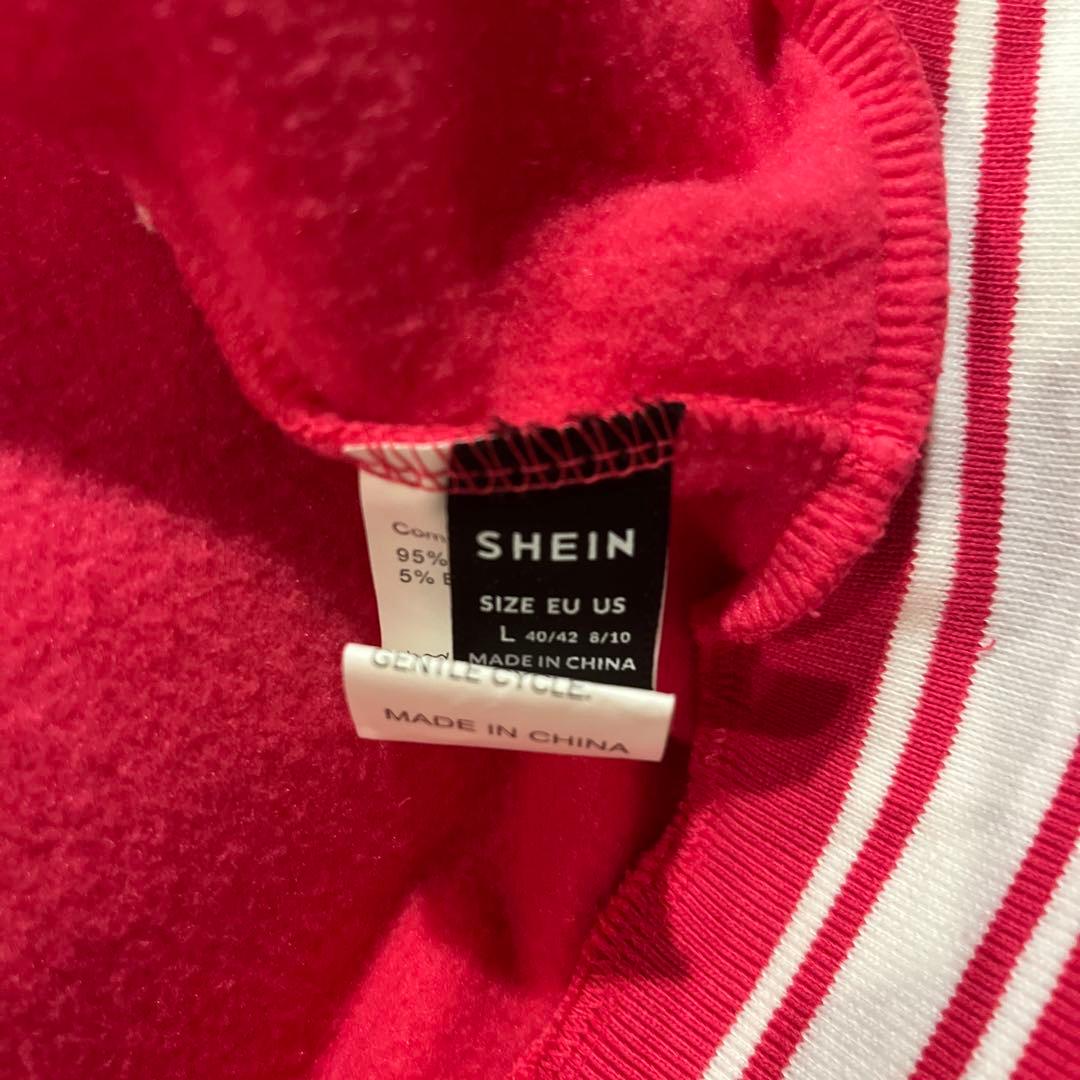 95%
5%
SHEIN
SIZE EU US
L 40/42 8/10
MADE IN CHINA
GENTLE CYCLE.
MADE IN CHINA